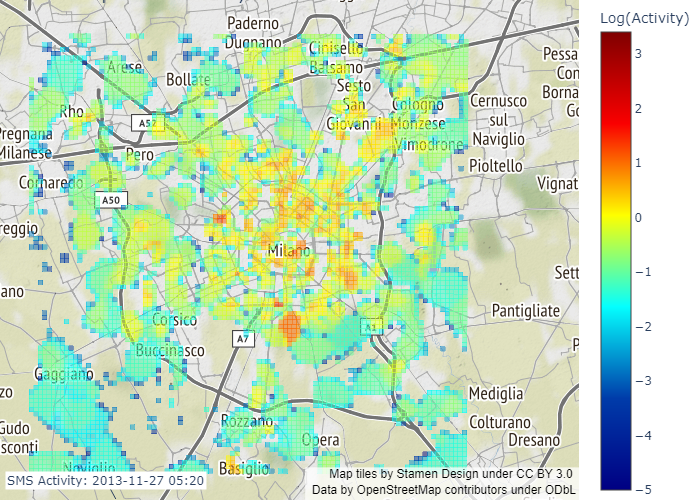 Log(Activity)
Paderno
Dugnano
Cinisello
Balsamo
Arese
Bollate
Sesto
San
Giovanni
Cologno
Monzese
Pessa
Con
Borna
Go
Rho
A52
Cernusco
sul
Naviglio
Pregnana
Milanese
Pero
Vimodrone
Pioltello
Cornaredo
Vignat
A50
reggio
Milano
Sett
ano
Corsico
A1
Pantigliate
A7
Buccinasco
P
Gaggiano
zo
Mediglia
Rozzano
Colturano
Gudo
sconti
Opera
Dresano
Noviglio
Basiglio
SMS Activity: 2013-11-27 05:20
Map tiles by Stamen Design under CC BY 3.0
Data by OpenStreetMap contributors under ODbL
3
2
1
0
−1
−2
−3
−4
−5